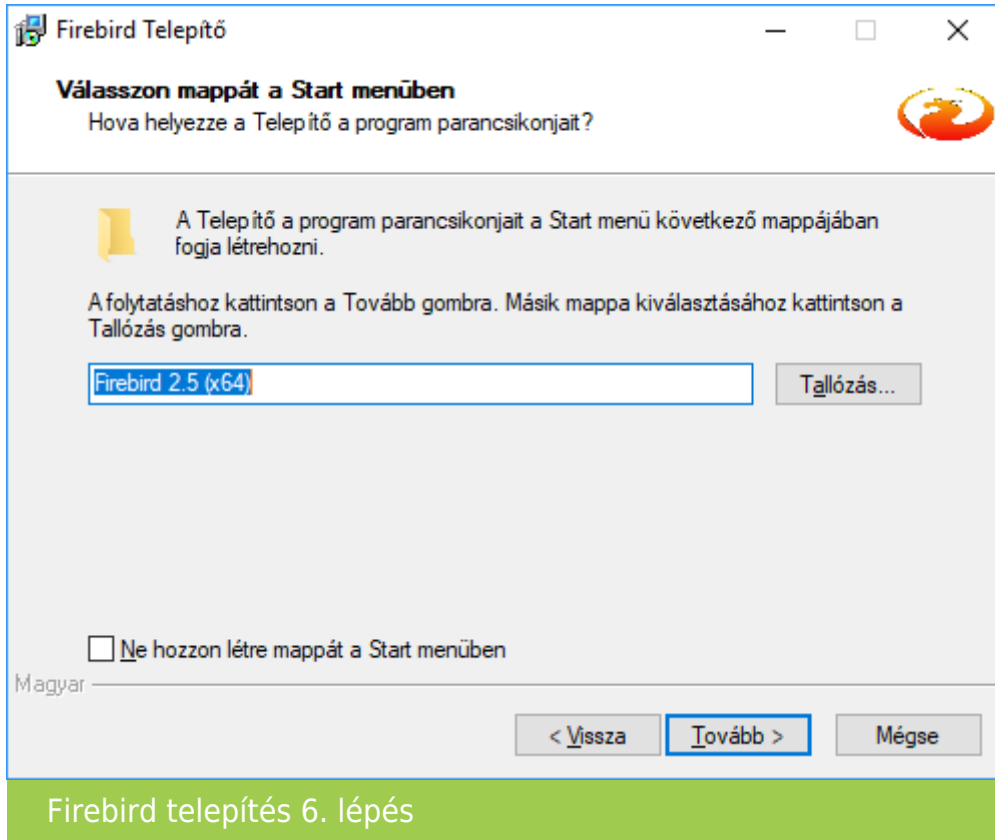 Firebird Telepítő
Válasszon mappát a Start menüben
Hova helyezze a Telepítő a program parancsikonjait?
A Telepítő a program parancsikonjait a Start menü következő mappájában
fogja létrehozni.
A folytatáshoz kattintson a Tovább gombra. Másik mappa kiválasztásához kattintson a
Tallózás gombra.
Firebird 2.5 (x64)
Tallózás...
Ne hozzon létre mappát a Start menüben
Magyar
< Vissza
Tovább >
Mégse
Firebird telepítés 6. lépés